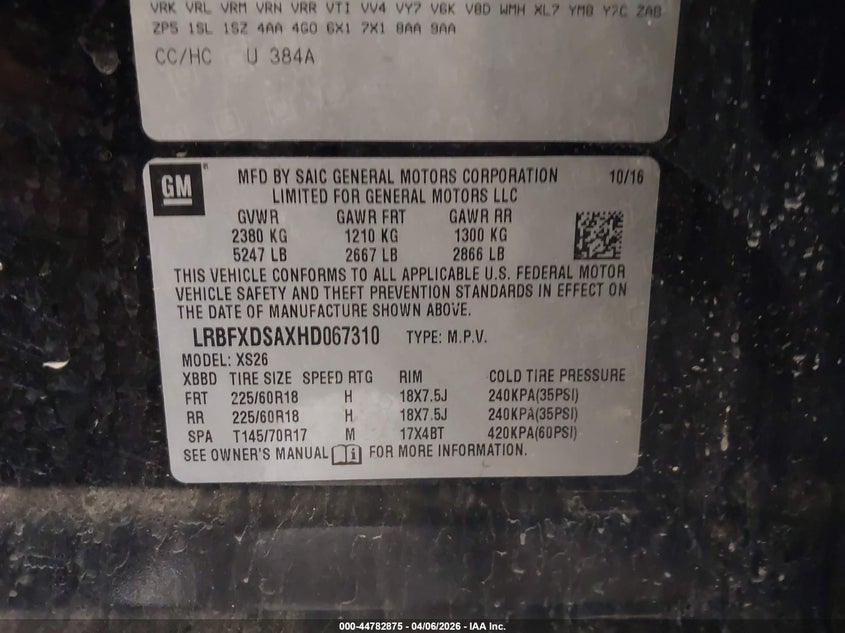 VRK VRL VRM VRN VRR VTI VV4 VY7 V6K V8D WMH XL7 YM8 Y7C ZAB
ZP5 1SL 1SZ 4AA 4G0 6X1 7X1 8AA 9AA
CC/HC U 384A
GM MFD BY SAIC GENERAL MOTORS CORPORATION 10/16
LIMITED FOR GENERAL MOTORS LLC
GVWR GAWR FRT GAWR RR
2380 KG 1210 KG 1300 KG
5247 LB 2667 LB 2866 LB
THIS VEHICLE CONFORMS TO ALL APPLICABLE U.S. FEDERAL MOTOR
VEHICLE SAFETY AND THEFT PREVENTION STANDARDS IN EFFECT ON
THE DATE OF MANUFACTURE SHOWN ABOVE.
LRBFXDSAXHD067310 TYPE: M.P.V.
MODEL: XS26
XBBD TIRE SIZE SPEED RTG RIM COLD TIRE PRESSURE
FRT 225/60R18 H 18X7.5J 240KPA(35PSI)
RR 225/60R18 H 18X7.5J 240KPA(35PSI)
SPA T145/70R17 M 17X4BT 420KPA(60PSI)
SEE OWNER'S MANUAL FOR MORE INFORMATION.
000-44782875 - 04/06/2026 - IAA Inc.